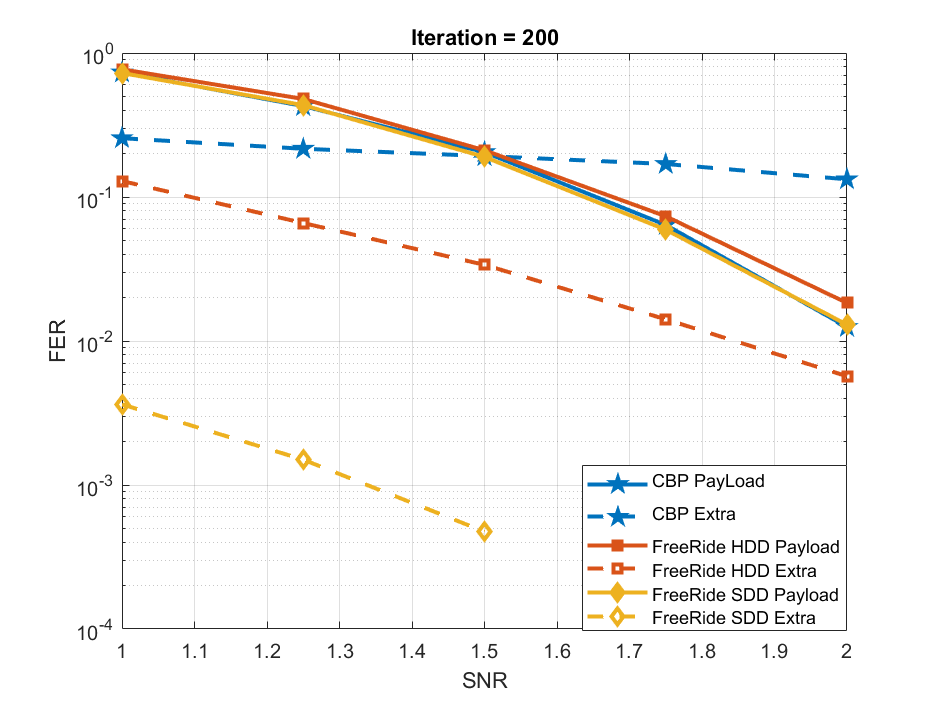 Iteration = 200
10^0
10^-1
10^-2
10^-3
10^-4
FER
CBP PayLoad
CBP Extra
FreeRide HDD Payload
FreeRide HDD Extra
FreeRide SDD Payload
FreeRide SDD Extra
1 1.1 1.2 1.3 1.4 1.5 1.6 1.7 1.8 1.9 2
SNR